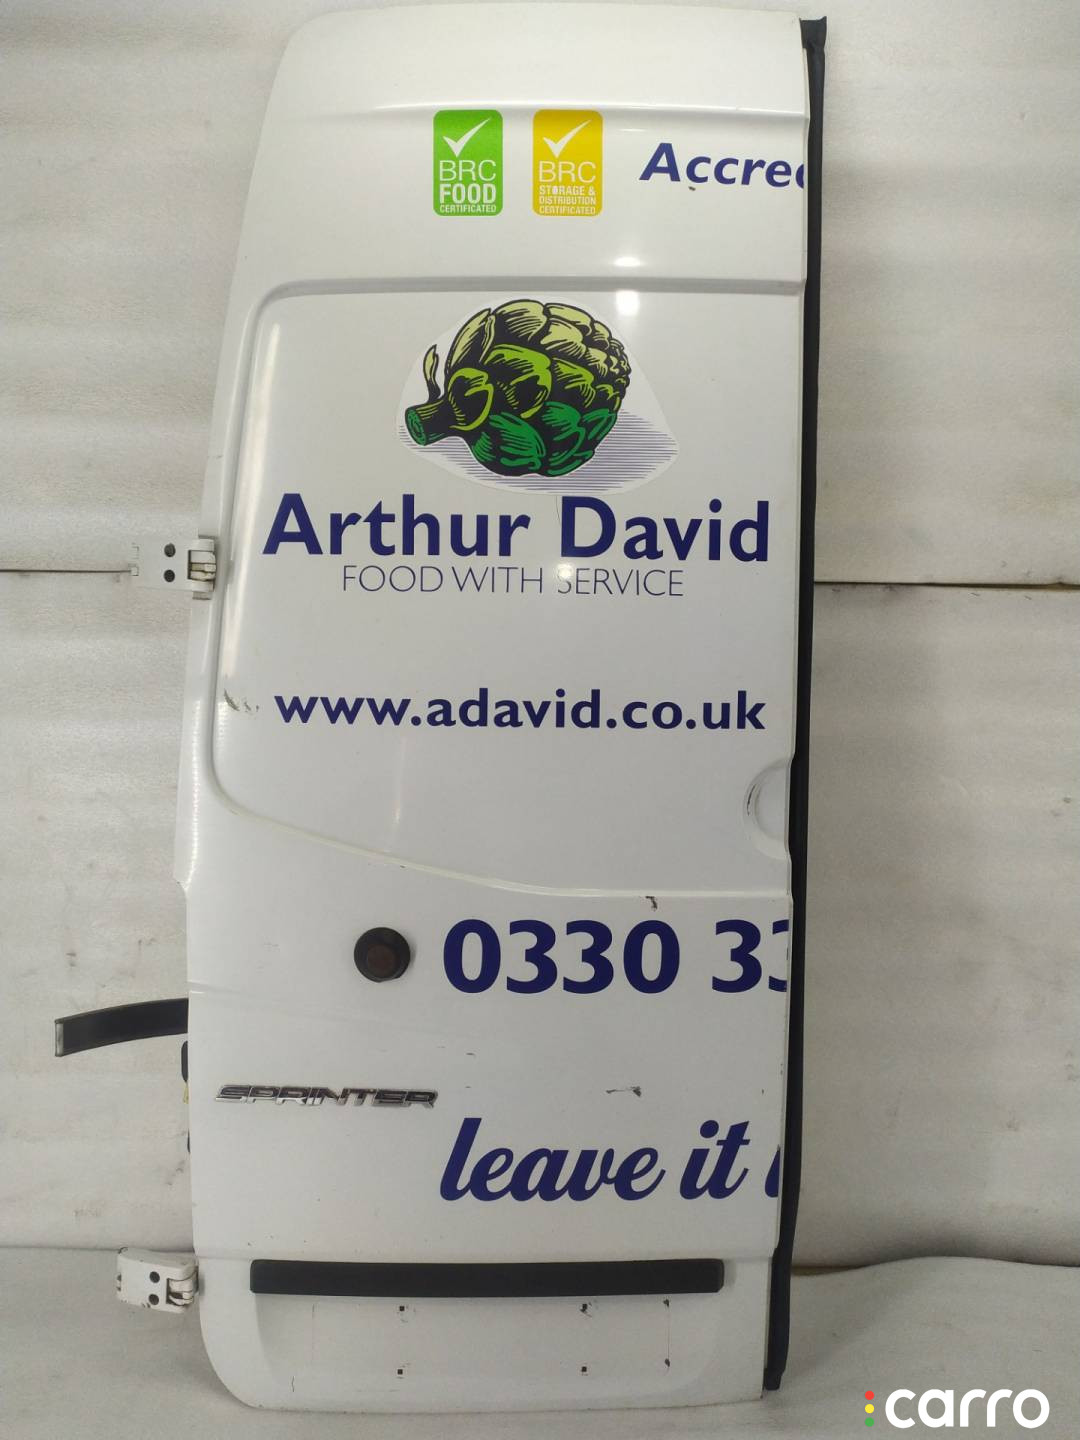 BRC
FOOD
CERTIFICATED
BRC
STORAGE &
DISTRIBUTION
CERTIFICATED
Accre
Arthur David
FOOD WITH SERVICE
www.adavid.co.uk
0330 33
SPRINTER
leave it
carro